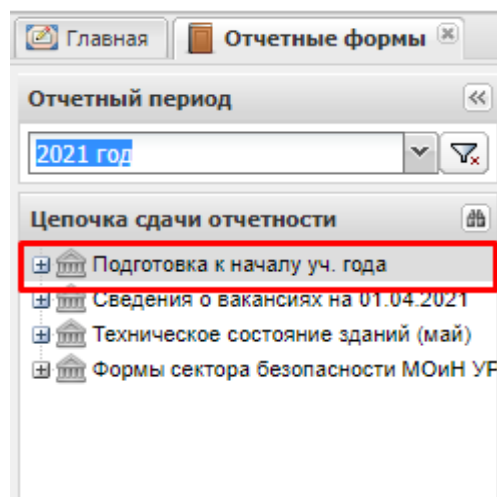 Главная Отчетные формы
Отчетный период
2021 год
Цепочка сдачи отчетности
Подготовка к началу уч. года
Сведения о вакансиях на 01.04.2021
Техническое состояние зданий (май)
Формы сектора безопасности МОиН УР